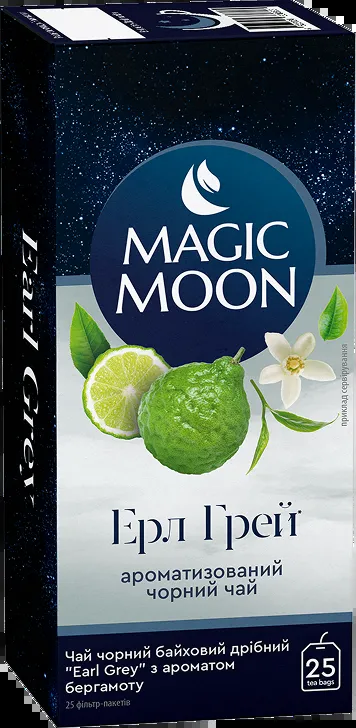 MAGIC
MOON
Earl Grey
приклад сервірування
Ерл Грей
ароматизований
чорний чай
Чай чорний байховий дрібний
"Earl Grey" з ароматом
бергамоту
25 фільтр-пакетів
25
tea bags